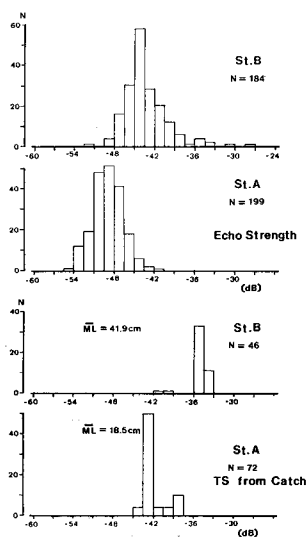 N
60
St.B
N = 184
40
20
0
-60 -54 -48 -42 -36 -30 -24
50
St.A
N = 199
Echo Strength
30
10
0
-60 -54 -48 -42 -36 -30 (dB)
N
40
ML = 41.9cm
St.B
N = 46
20
0
-60 -54 -48 -42 -36 -30
ML = 18.5cm
40
St.A
N = 72
TS from Catch
20
0
-60 -54 -48 -42 -36 -30 (dB)